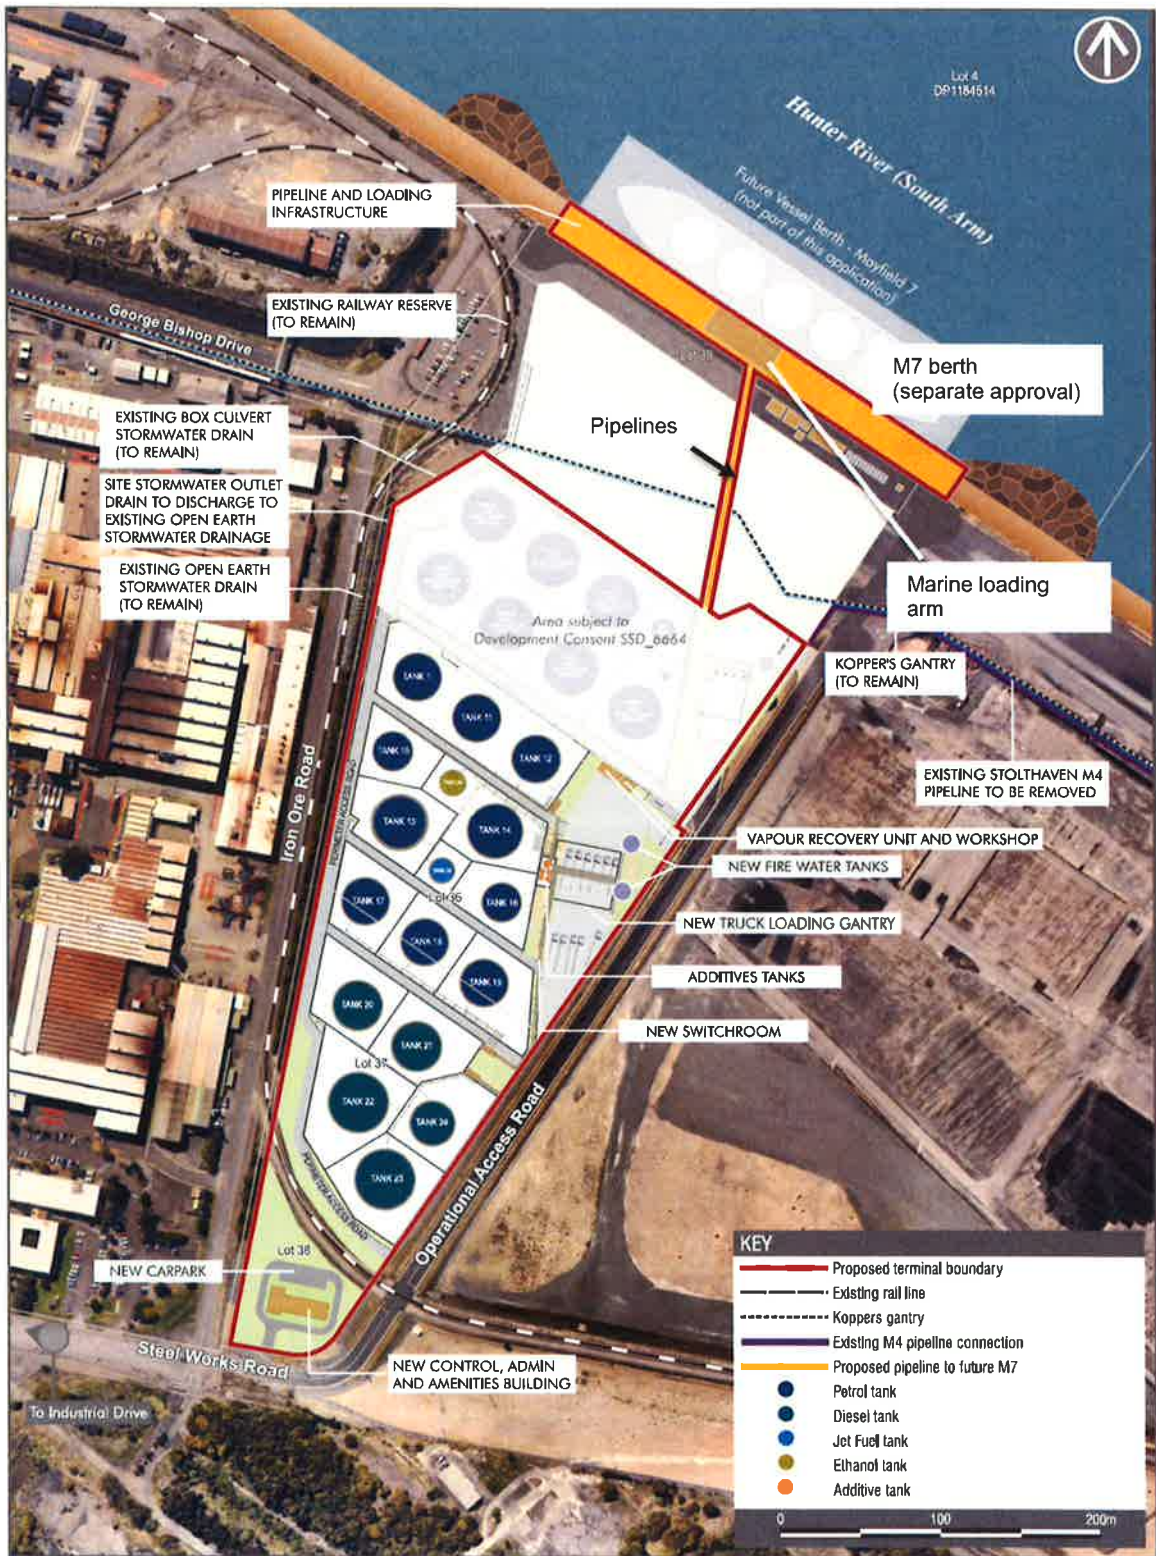 Lot 4
DP1184514
Hunter River (South Arm)
Future Vessel Berth - Mayfield 7
(not part of this application)
PIPELINE AND LOADING
INFRASTRUCTURE
EXISTING RAILWAY RESERVE
(TO REMAIN)
George Bishop Drive
M7 berth
(separate approval)
Pipelines
EXISTING BOX CULVERT
STORMWATER DRAIN
(TO REMAIN)
SITE STORMWATER OUTLET
DRAIN TO DISCHARGE TO
EXISTING OPEN EARTH
STORMWATER DRAINAGE
EXISTING OPEN EARTH
STORMWATER DRAIN
(TO REMAIN)
Marine loading
arm
Area subject to
Development Consent SSD_6664
KOPPER'S GANTRY
(TO REMAIN)
EXISTING STOLTHAVEN M4
PIPELINE TO BE REMOVED
TANK 1
TANK 11
TANK 12
TANK 14
TANK 17
TANK 18
TANK 16
TANK 19
TANK 20
TANK 21
TANK 22
TANK 23
Iron Ore Road
PERIMETER ACCESS ROAD
VAPOUR RECOVERY UNIT AND WORKSHOP
NEW FIRE WATER TANKS
NEW TRUCK LOADING GANTRY
ADDITIVES TANKS
NEW SWITCHROOM
Lot 37
Operational Access Road
PERIMETER ACCESS ROAD
Lot 38
NEW CARPARK
Steel Works Road
NEW CONTROL, ADMIN
AND AMENITIES BUILDING
To Industrial Drive
KEY
Proposed terminal boundary
Existing rail line
Koppers gantry
Existing M4 pipeline connection
Proposed pipeline to future M7
Petrol tank
Diesel tank
Jet Fuel tank
Ethanol tank
Additive tank
0 100 200m